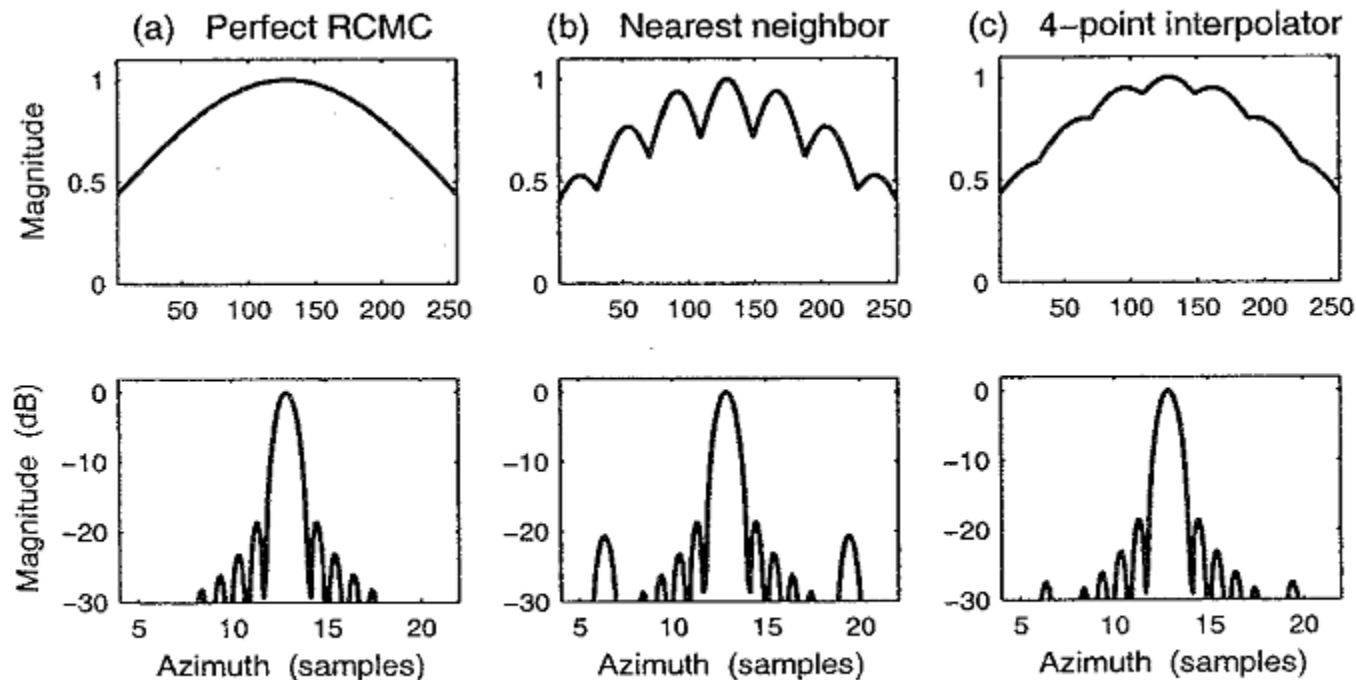 (a) Perfect RCMC
(b) Nearest neighbor
(c) 4-point interpolator
Magnitude
1
0.5
0
50 100 150 200 250
1
0.5
0
50 100 150 200 250
1
0.5
0
50 100 150 200 250
Magnitude (dB)
0
-10
-20
-30
5 10 15 20
Azimuth (samples)
0
-10
-20
-30
5 10 15 20
Azimuth (samples)
0
-10
-20
-30
5 10 15 20
Azimuth (samples)